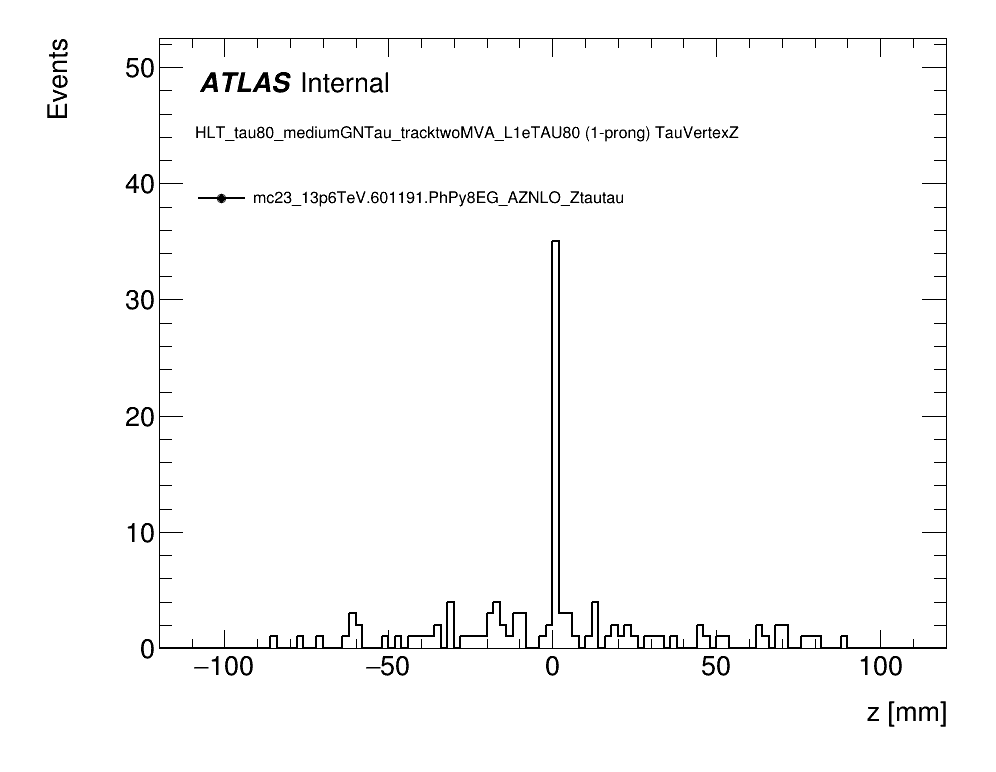 Events
50
ATLAS Internal
HLT_tau80_mediumGNTau_tracktwoMVA_L1eTAU80 (1-prong) TauVertexZ
40
mc23_13p6TeV.601191.PhPy8EG_AZNLO_Ztautau
30
20
10
0
−100 −50 0 50 100
z [mm]